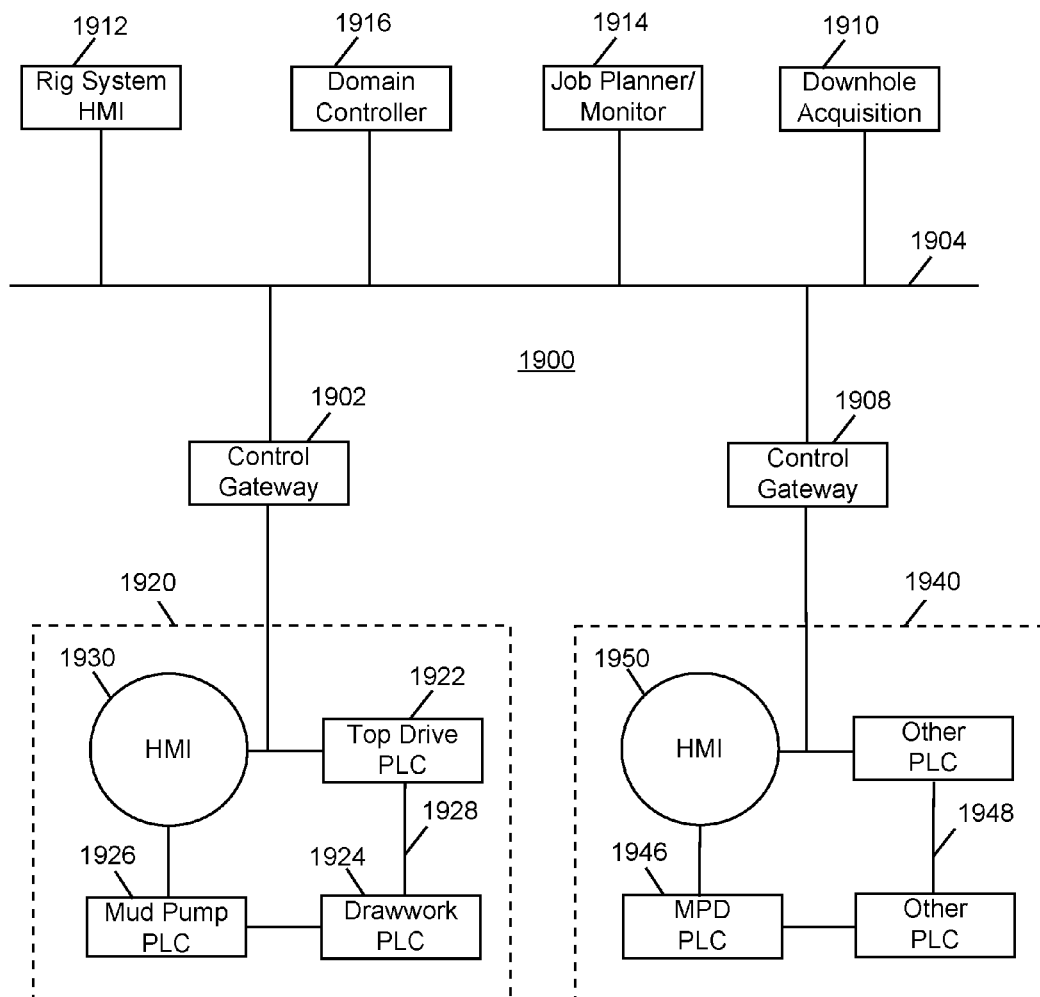 1912
1916
1914
1910
Rig System
HMI
Domain
Controller
Job Planner/
Monitor
Downhole
Acquisition
1904
1900
1902
1908
Control
Gateway
Control
Gateway
1920
1940
1930
1922
1950
HMI
Top Drive
PLC
HMI
Other
PLC
1928
1948
1926
1924
1946
Mud Pump
PLC
Drawwork
PLC
MPD
PLC
Other
PLC